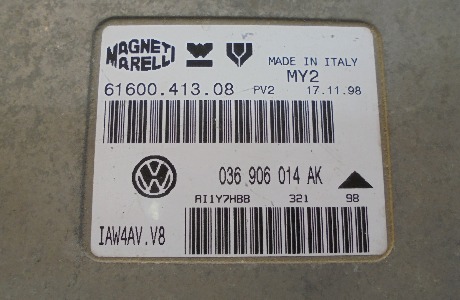 MAGNETI
MARELLI
MADE IN ITALY
MY2
61600.413.08 PV2 17.11.98
036 906 014 AK
AI1Y7HBB 321 98
IAW4AV.V8